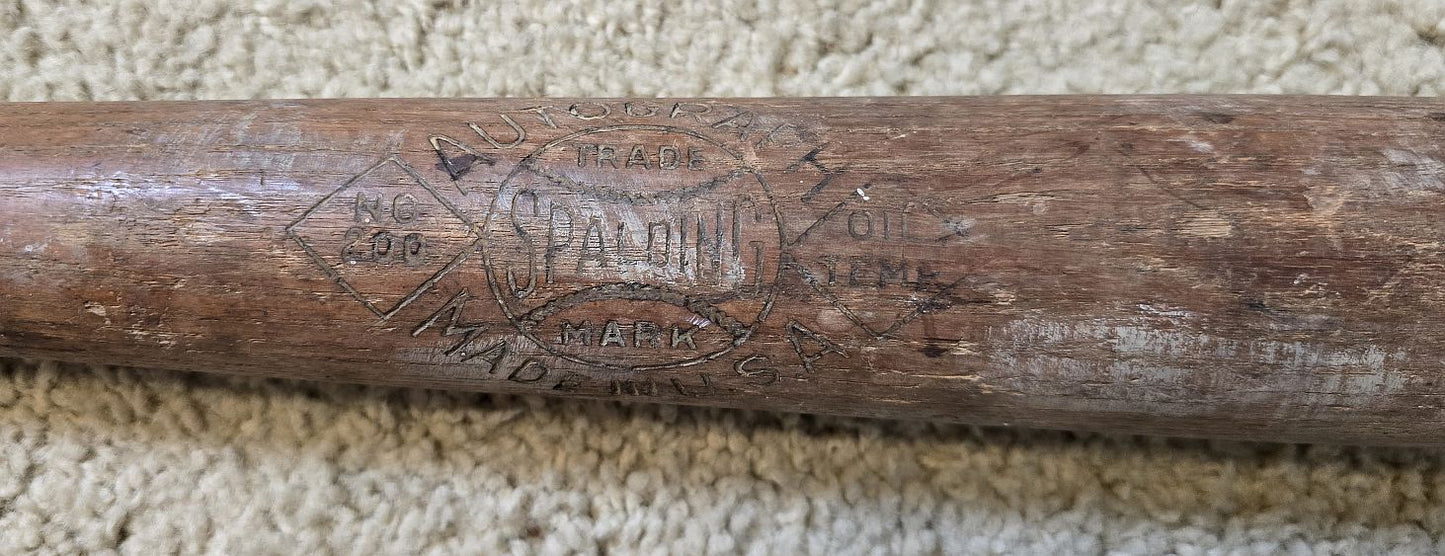 AUTOGRAPH
TRADE
SPALDING
MARK
MADE IN U.S.A.
NO.
200
OIL
TEMP